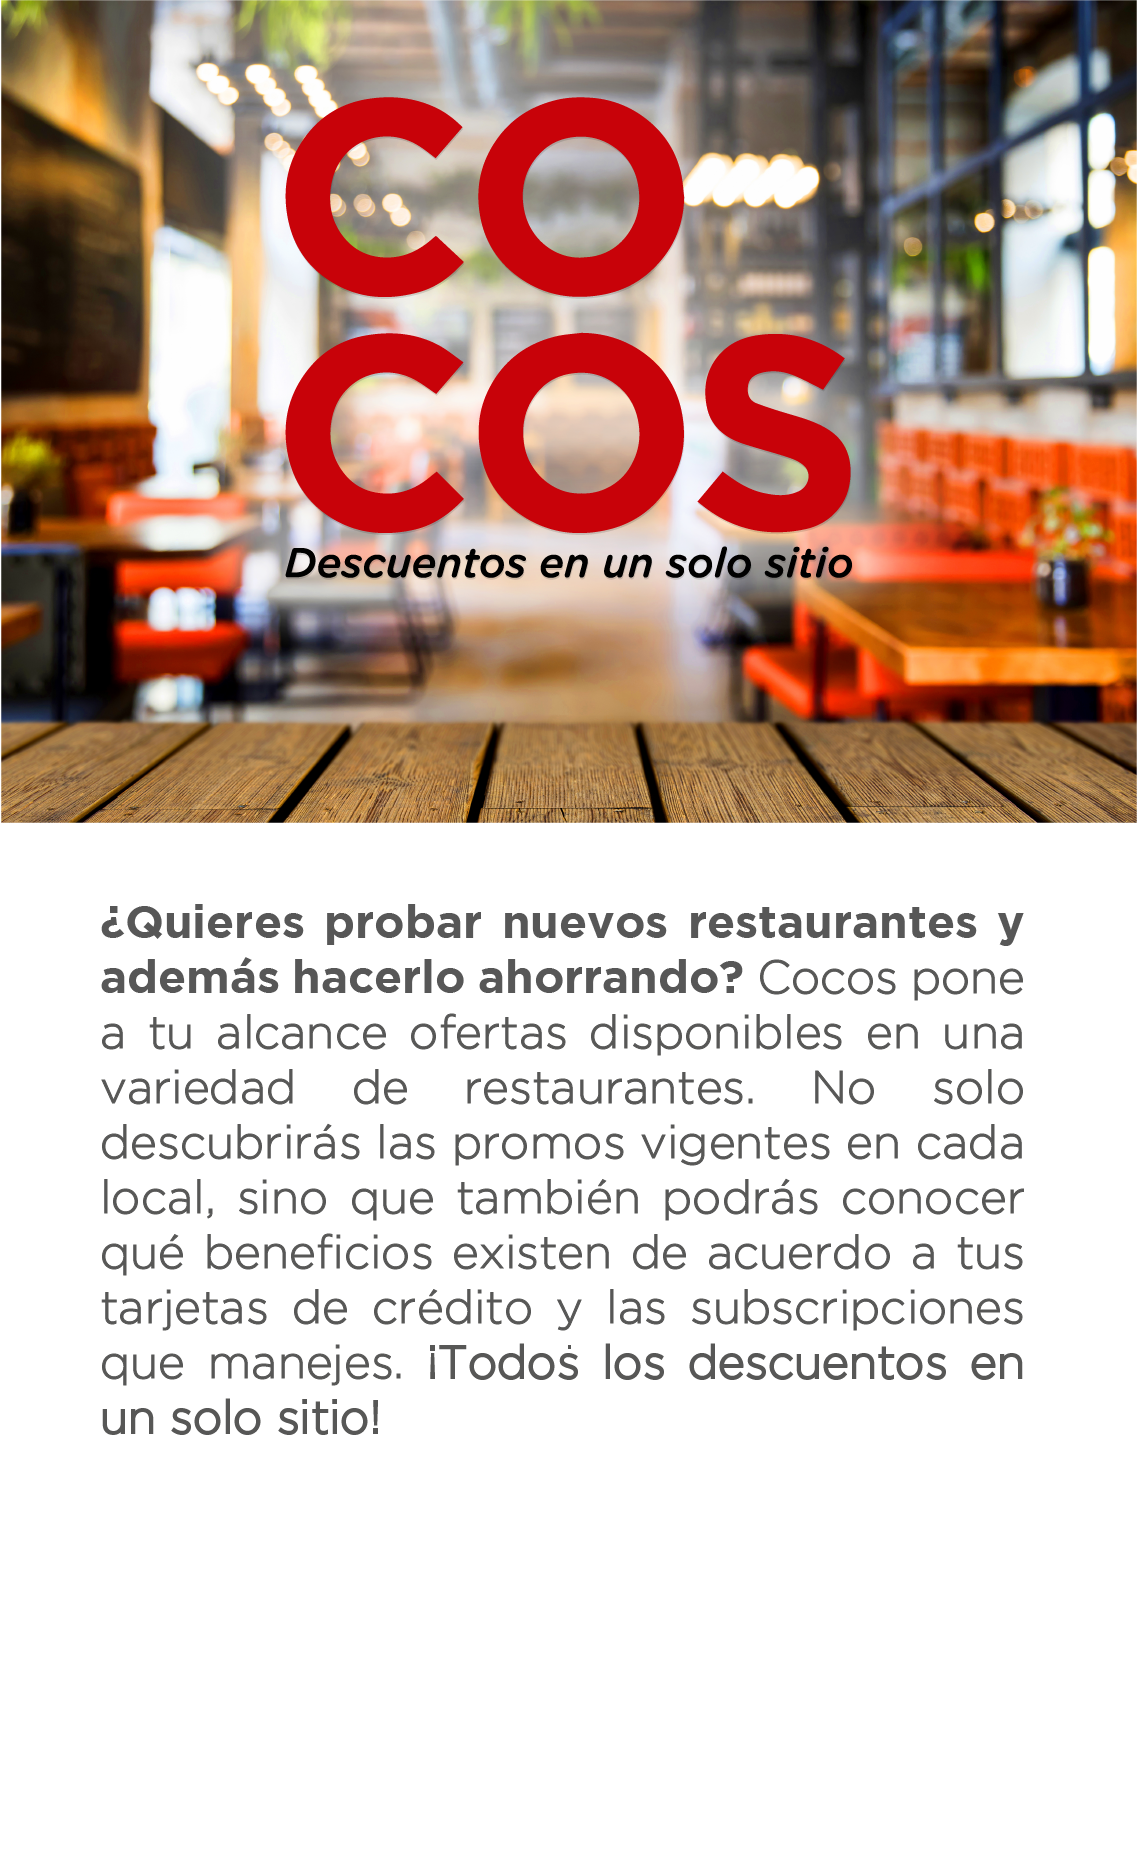 CO
COS
Descuentos en un solo sitio
¿Quieres probar nuevos restaurantes y
además hacerlo ahorrando? Cocos pone
a tu alcance ofertas disponibles en una
variedad de restaurantes. No solo
descubrirás las promos vigentes en cada
local, sino que también podrás conocer
qué beneficios existen de acuerdo a tus
tarjetas de crédito y las subscripciones
que manejes. ¡Todoṡ los descuentos en
un solo sitio!